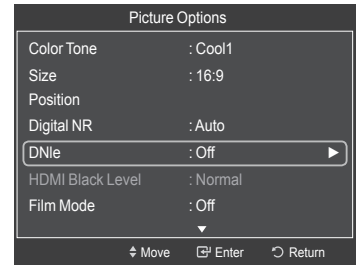 Picture Options
Color Tone : Cool1
Size : 16:9
Position
Digital NR : Auto
DNIe : Off
HDMI Black Level : Normal
Film Mode : Off
Move Enter Return